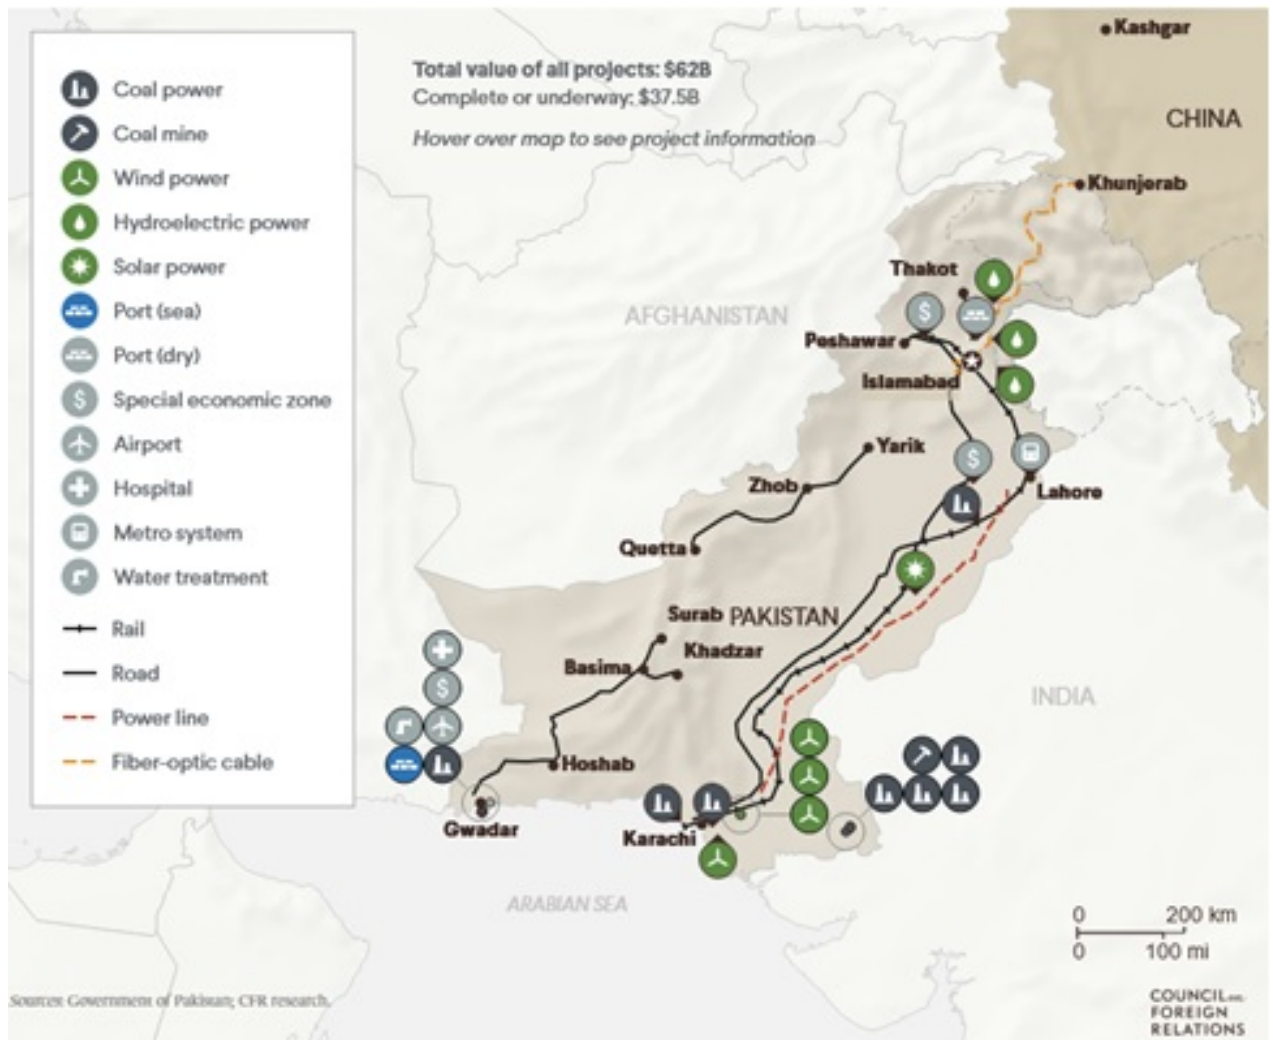 Coal power
Coal mine
Wind power
Hydroelectric power
Solar power
Port (sea)
Port (dry)
$ Special economic zone
Airport
Hospital
Metro system
Water treatment
Rail
Road
Power line
Fiber-optic cable
Total value of all projects: $62B
Complete or underway: $37.5B
Hover over map to see project information
Kashgar
CHINA
Khunjerab
Thakot
AFGHANISTAN
$
Peshawar
Islamabad
Yarik
$
Zhob
Lahore
Quetta
Surab
PAKISTAN
Khadzar
Basima
$
INDIA
Hoshab
Gwadar
Karachi
ARABIAN SEA
0 200 km
0 100 mi
Sources: Government of Pakistan; CFR research.
COUNCIL on
FOREIGN
RELATIONS